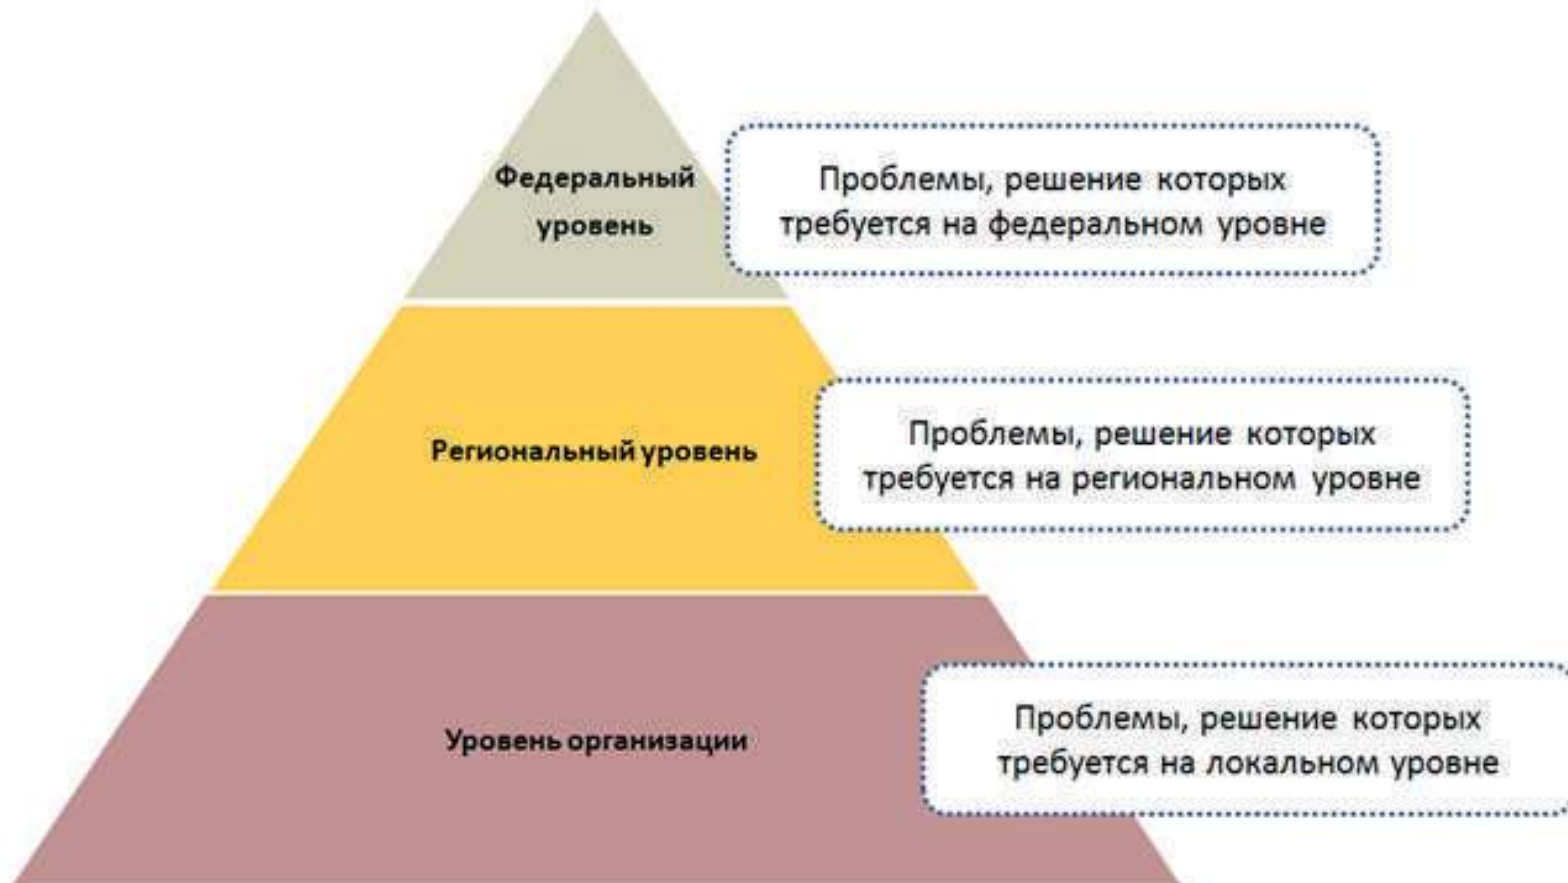 Федеральный
уровень
Проблемы, решение которых
требуется на федеральном уровне
Региональный уровень
Проблемы, решение которых
требуется на региональном уровне
Уровень организации
Проблемы, решение которых
требуется на локальном уровне